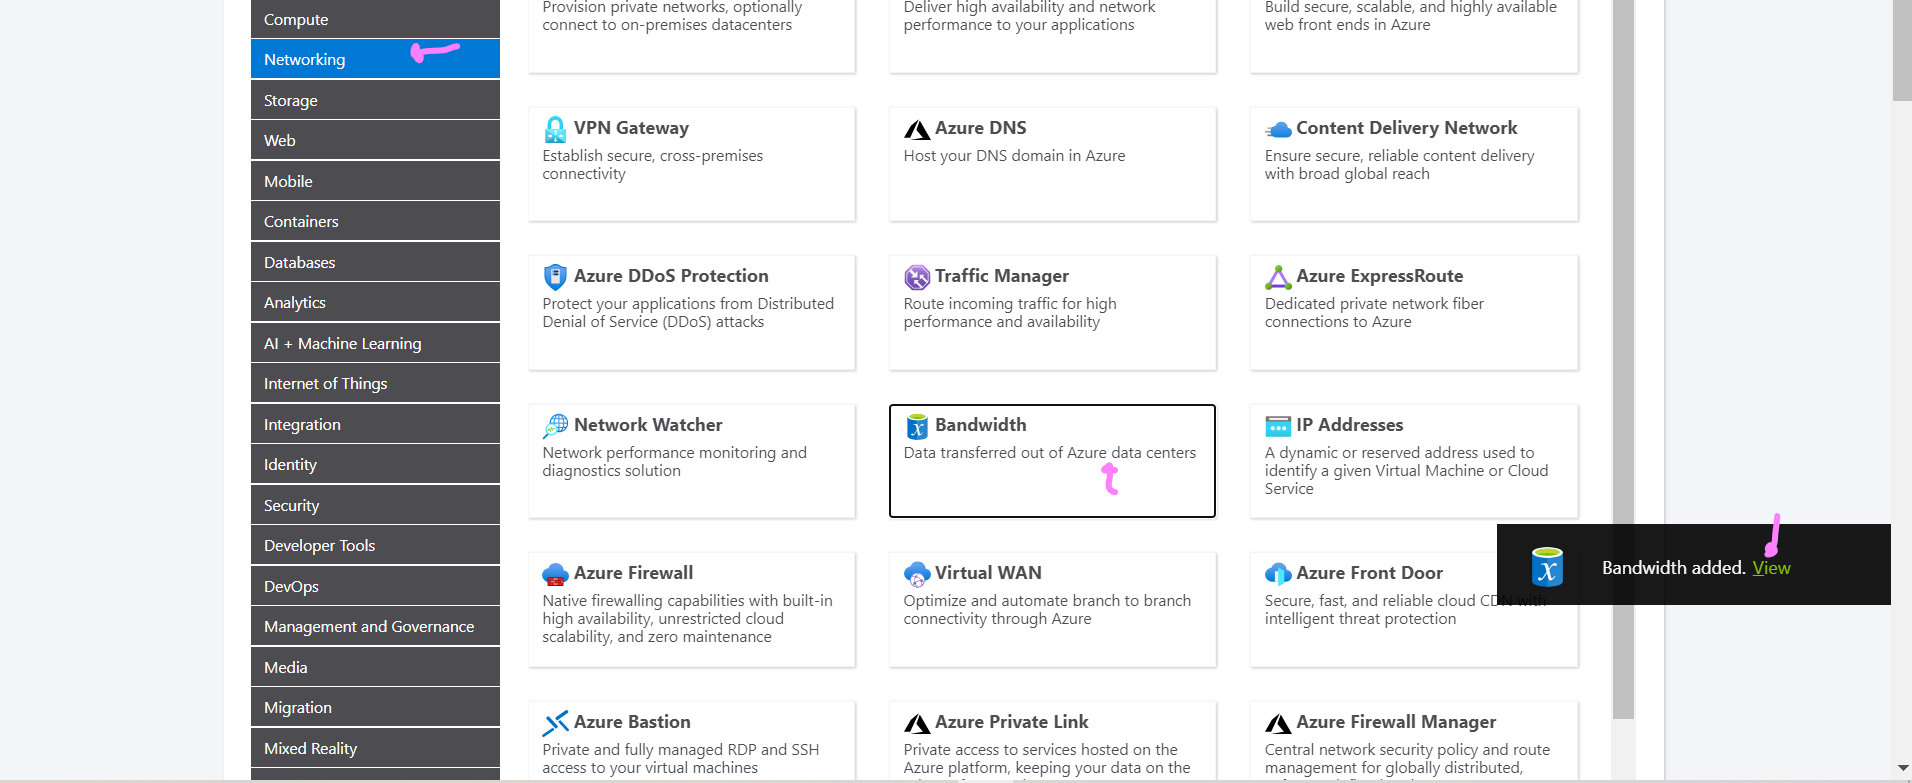 Compute
Networking
Storage
Web
Mobile
Containers
Databases
Analytics
AI + Machine Learning
Internet of Things
Integration
Identity
Security
Developer Tools
DevOps
Management and Governance
Media
Migration
Mixed Reality
Provision private networks, optionally
connect to on-premises datacenters
Deliver high availability and network
performance to your applications
Build secure, scalable, and highly available
web front ends in Azure
VPN Gateway
Establish secure, cross-premises
connectivity
Azure DNS
Host your DNS domain in Azure
Content Delivery Network
Ensure secure, reliable content delivery
with broad global reach
Azure DDoS Protection
Protect your applications from Distributed
Denial of Service (DDoS) attacks
Traffic Manager
Route incoming traffic for high
performance and availability
Azure ExpressRoute
Dedicated private network fiber
connections to Azure
Network Watcher
Network performance monitoring and
diagnostics solution
Bandwidth
Data transferred out of Azure data centers
IP Addresses
A dynamic or reserved address used to
identify a given Virtual Machine or Cloud
Service
Azure Firewall
Native firewalling capabilities with built-in
high availability, unrestricted cloud
scalability, and zero maintenance
Virtual WAN
Optimize and automate branch to branch
connectivity through Azure
Azure Front Door
Secure, fast, and reliable cloud CDN with
intelligent threat protection
Bandwidth added. View
Azure Bastion
Private and fully managed RDP and SSH
access to your virtual machines
Azure Private Link
Private access to services hosted on the
Azure platform, keeping your data on the
Azure Firewall Manager
Central network security policy and route
management for globally distributed,